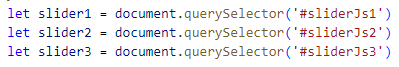 let slider1 = document.querySelector('#sliderJs1')
let slider2 = document.querySelector('#sliderJs2')
let slider3 = document.querySelector('#sliderJs3')